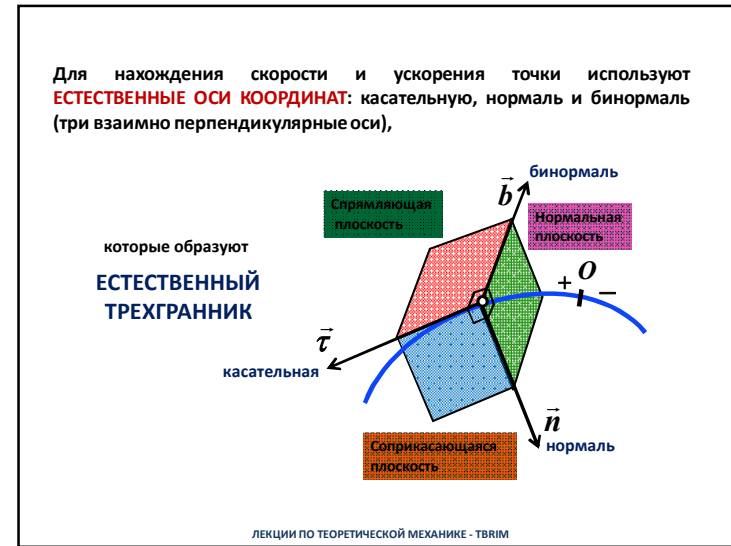 Для нахождения скорости и ускорения точки используют
ЕСТЕСТВЕННЫЕ ОСИ КООРДИНАТ: касательную, нормаль и бинормаль
(три взаимно перпендикулярные оси),
бинормаль
b
Спрямляющая
плоскость
Нормальная
плоскость
которые образуют
ЕСТЕСТВЕННЫЙ
ТРЕХГРАННИК
+ O −
τ
касательная
n
нормаль
Соприкасающаяся
плоскость
ЛЕКЦИИ ПО ТЕОРЕТИЧЕСКОЙ МЕХАНИКЕ - TBRIM